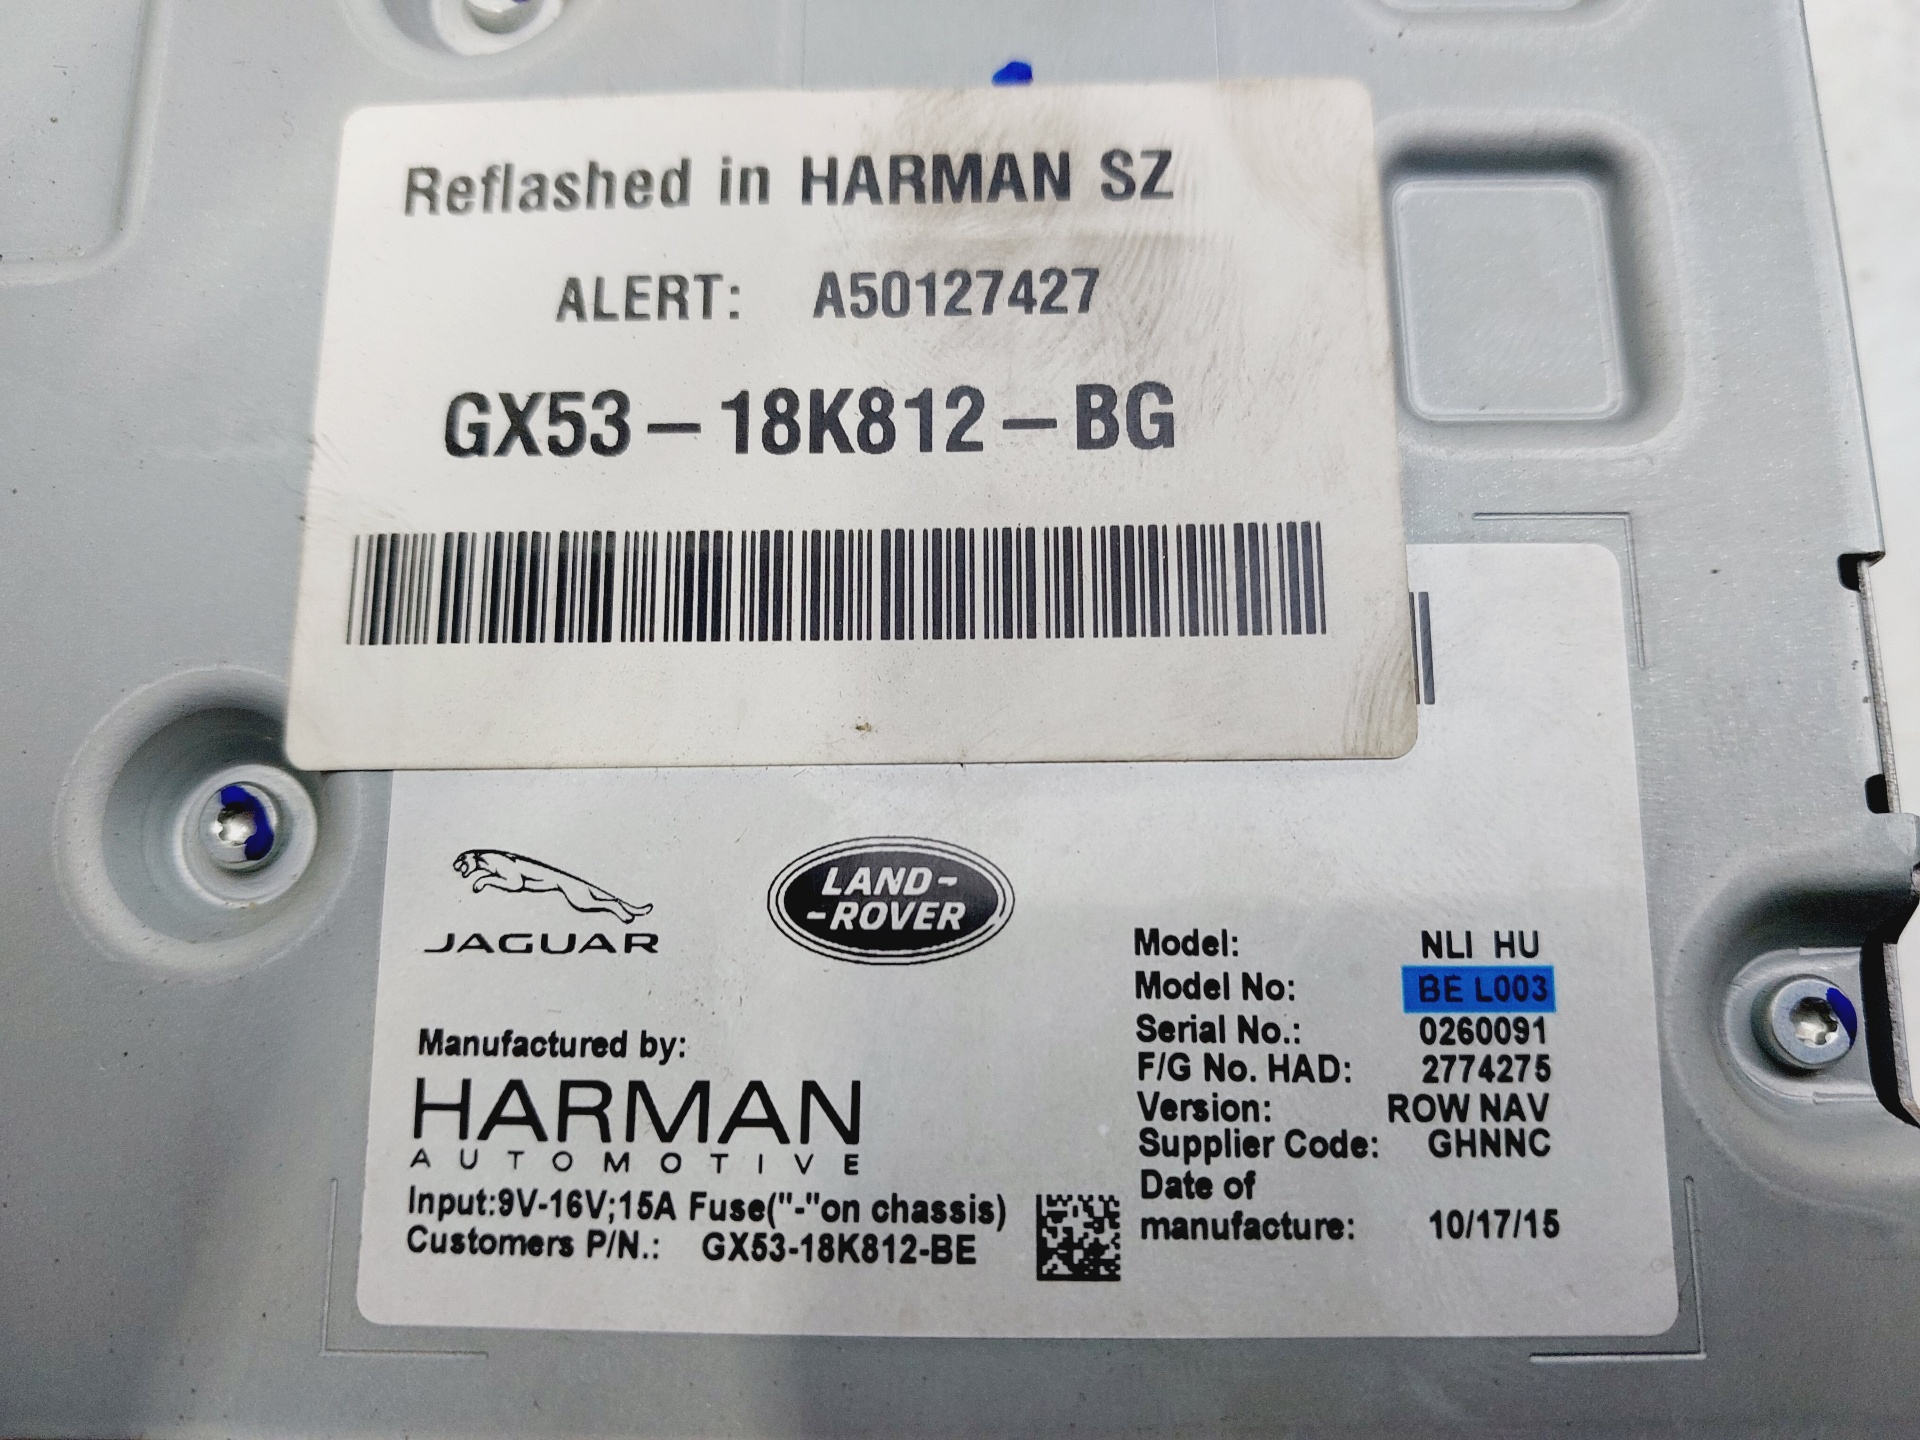 Reflashed in HARMAN SZ
ALERT: A50127427
GX53-18K812-BG
JAGUAR
LAND-
-ROVER
Manufactured by:
HARMAN
AUTOMOTIVE
Input:9V-16V;15A Fuse("-"on chassis)
Customers P/N.: GX53-18K812-BE
Model: NLI HU
Model No: BE L003
Serial No.: 0260091
F/G No. HAD: 2774275
Version: ROW NAV
Supplier Code: GHNNC
Date of
manufacture: 10/17/15